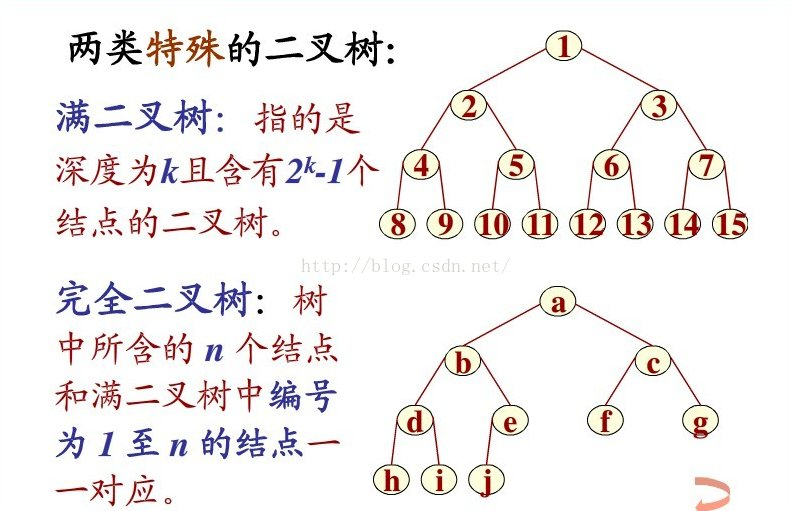 两类特殊的二叉树：
满二叉树： 指的是
深度为k且含有2ᵏ-1个
结点的二叉树。
1
2 3
4 5 6 7
8 9 10 11 12 13 14 15
http://blog.csdn.net/
完全二叉树： 树
中所含的 n 个结点
和满二叉树中编号
为 1 至 n 的结点一
一对应。
a
b c
d e f g
h i j